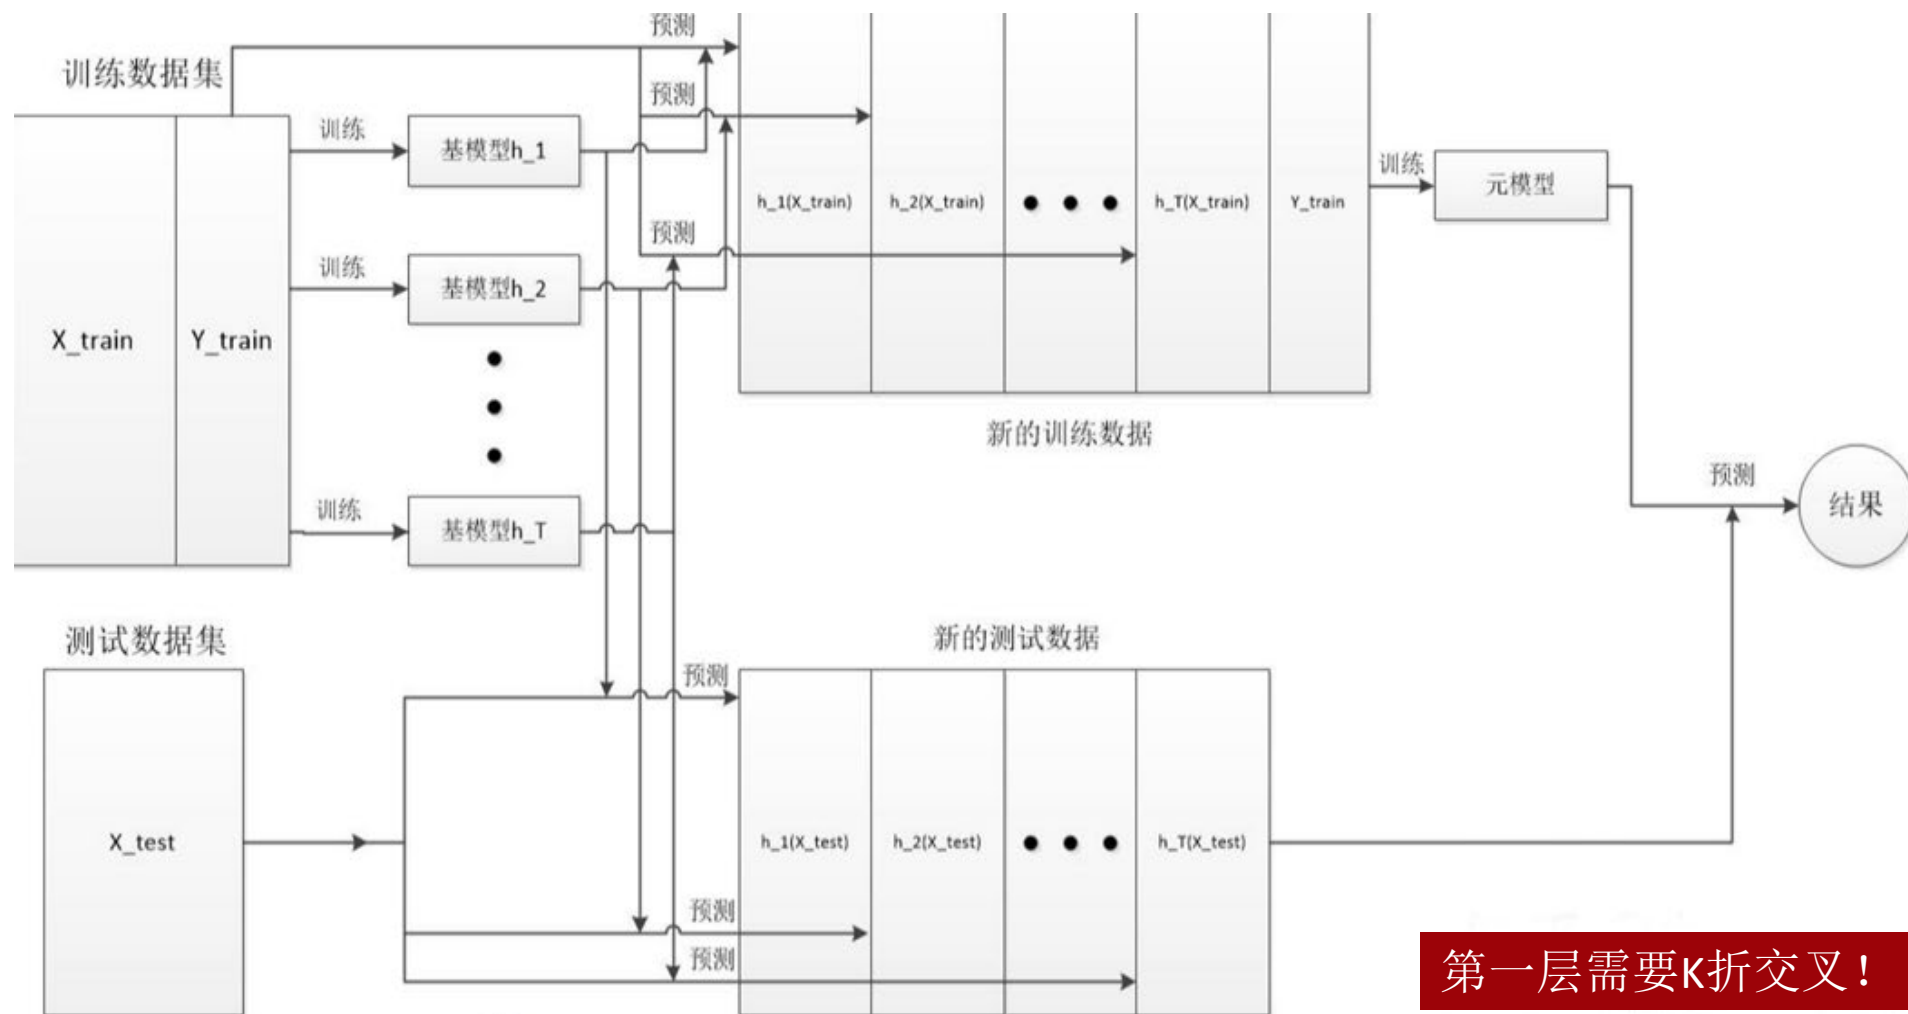 预测
训练数据集
预测
训练
基模型h_1
训练
元模型
h_1(X_train)
h_2(X_train)
h_T(X_train)
Y_train
预测
训练
基模型h_2
X_train
Y_train
新的训练数据
预测
结果
训练
基模型h_T
测试数据集
新的测试数据
预测
X_test
h_1(X_test)
h_2(X_test)
h_T(X_test)
预测
预测
第一层需要K折交叉！